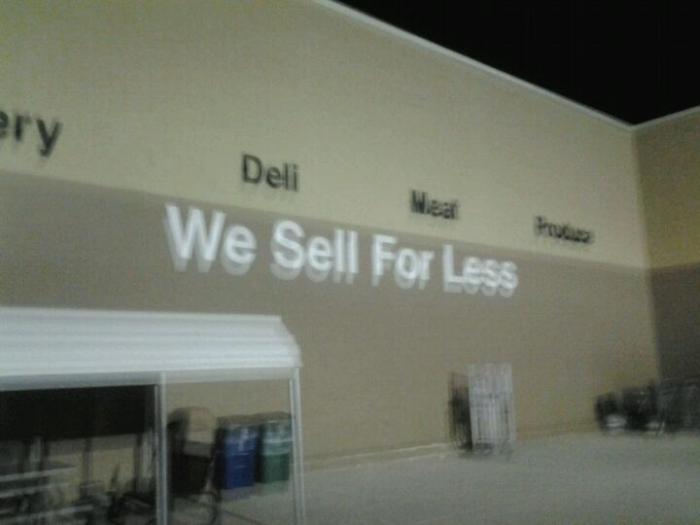 ery
Deli
Meat
Produce
We Sell For Less